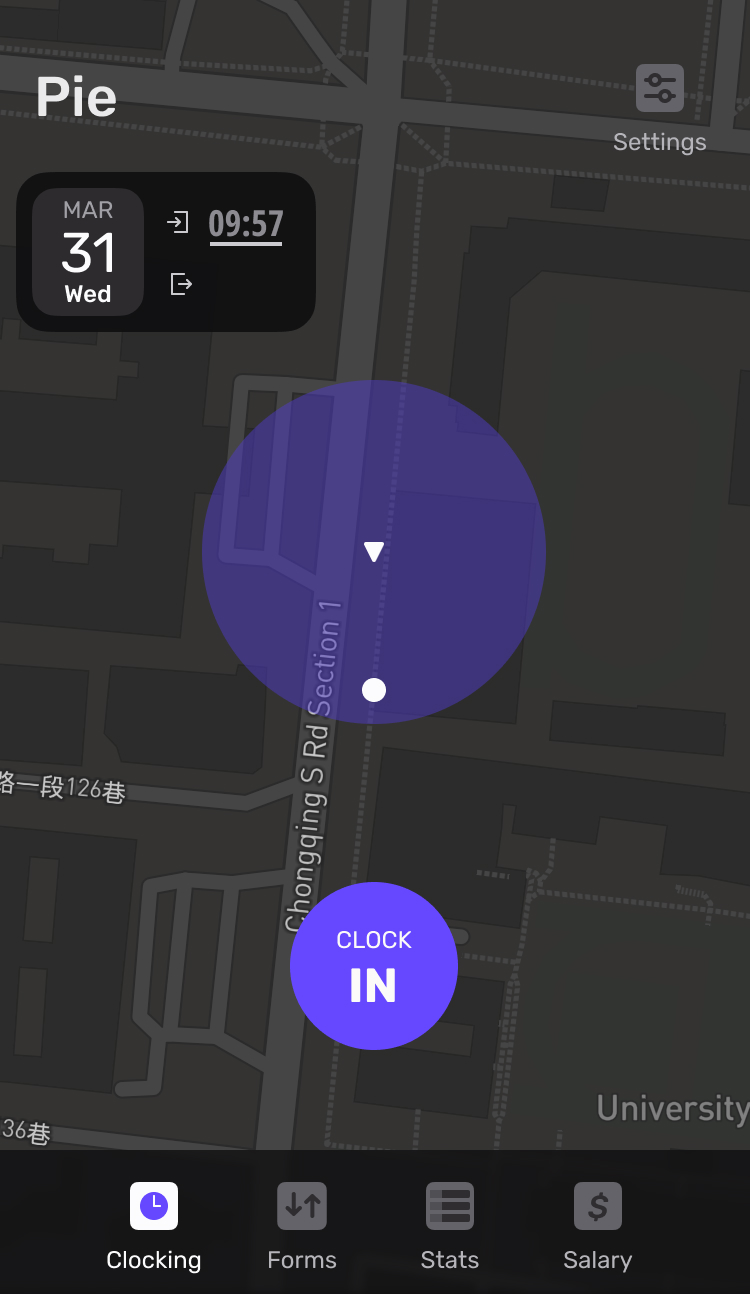 Pie
Settings
MAR
31
Wed
09:57
Chongqing S Rd Section 1
路一段126巷
CLOCK
IN
University
36巷
Clocking
Forms
Stats
Salary